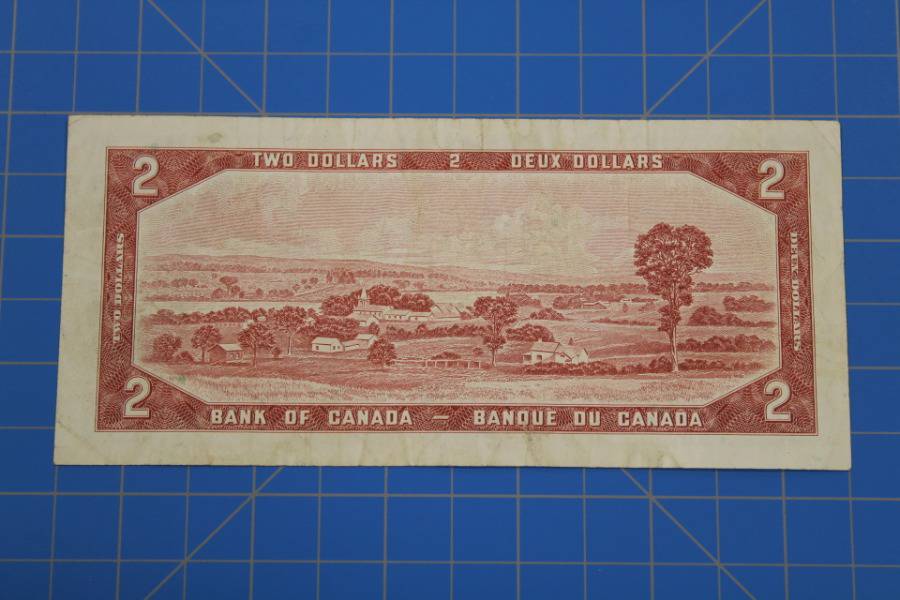 2 TWO DOLLARS 2 DEUX DOLLARS 2
TWO DOLLARS
DEUX DOLLARS
2 BANK OF CANADA — BANQUE DU CANADA 2